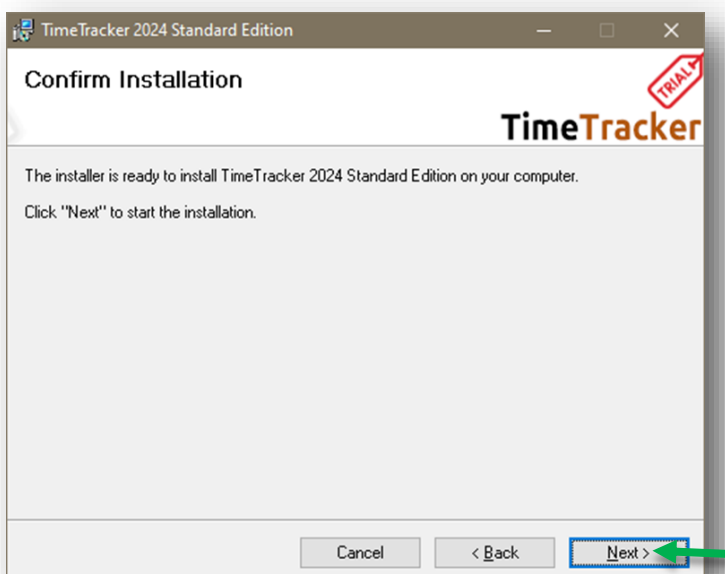 TimeTracker 2024 Standard Edition
Confirm Installation
TRIAL
TimeTracker
The installer is ready to install TimeTracker 2024 Standard Edition on your computer.
Click "Next" to start the installation.
Cancel
< Back
Next >